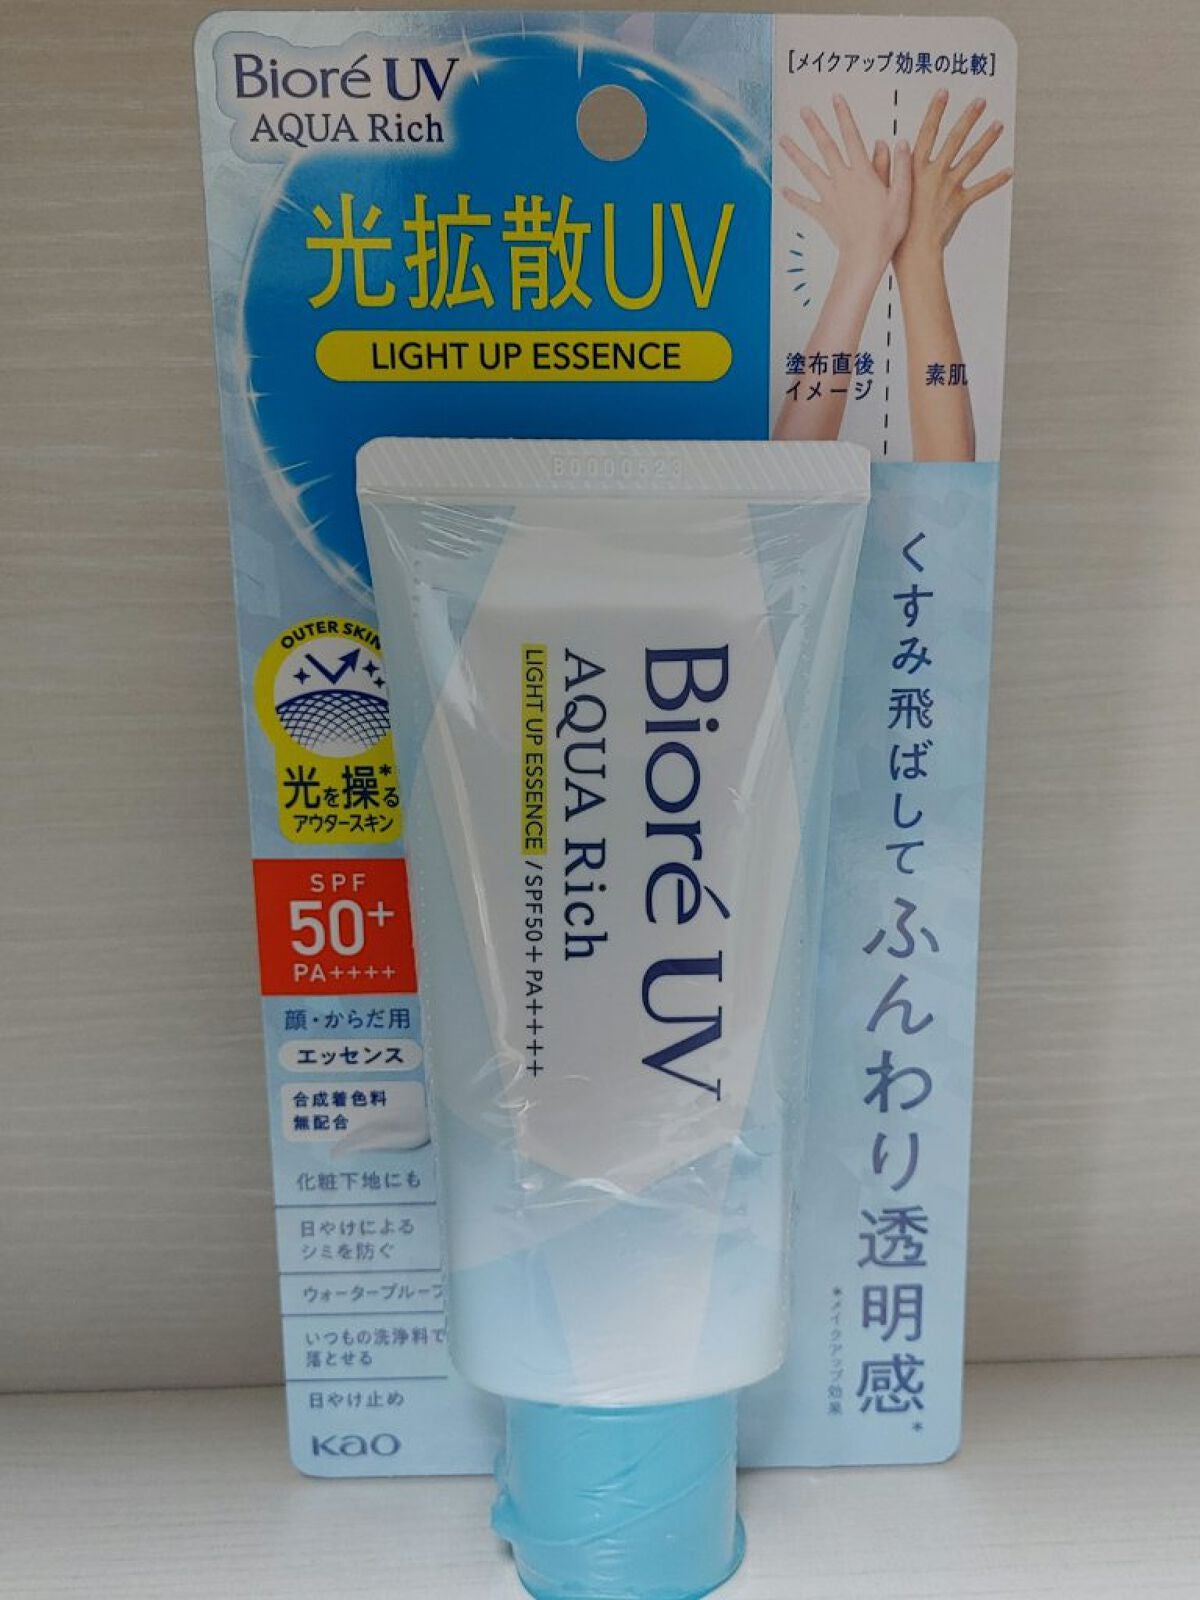 Bioré UV
AQUA Rich
光拡散UV
LIGHT UP ESSENCE
[メイクアップ効果の比較]
塗布直後
イメージ
素肌
B0000523
OUTER SKIN
光を操る*
アウタースキン
SPF
50+
PA++++
顔・からだ用
エッセンス
合成着色料
無配合
化粧下地にも
日やけによる
シミを防ぐ
ウォータープルーフ
いつもの洗浄料で
落とせる
日やけ止め
Kao
Bioré UV
AQUA Rich
LIGHT UP ESSENCE / SPF50+ PA++++
くすみ飛ばして
ふんわり透明感*
*メイクアップ効果